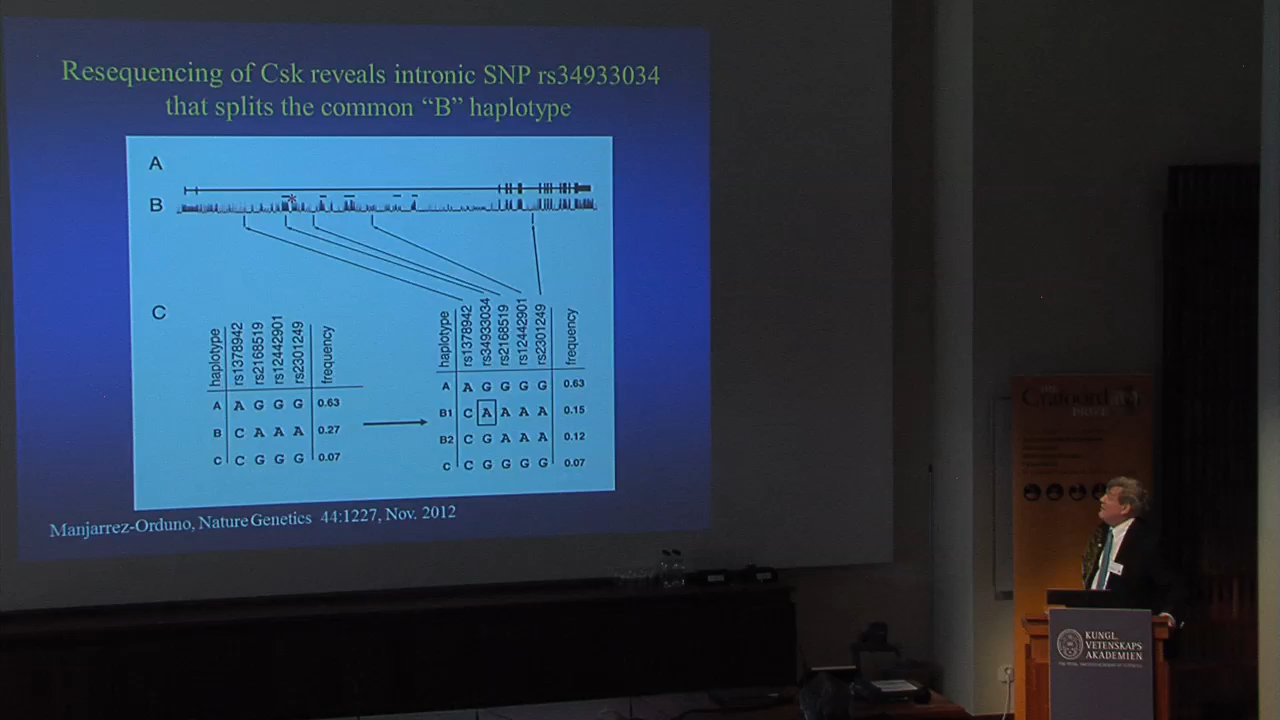 Resequencing of Csk reveals intronic SNP rs34933034
that splits the common “B” haplotype
A
B
*
C
haplotype rs1378942 rs2168519 rs12442901 rs2301249 frequency
A A G G G 0.63
B C A A A 0.27
C C G G G 0.07
haplotype rs1378942 rs34933034 rs2168519 rs12442901 rs2301249 frequency
A A G G G G 0.63
B1 C A A A A 0.15
B2 C G A A A 0.12
C C G G G G 0.07
Manjarrez-Orduno, Nature Genetics 44:1227, Nov. 2012
Crafoord
PRIZE
KUNGL.
VETENSKAPS
AKADEMIEN